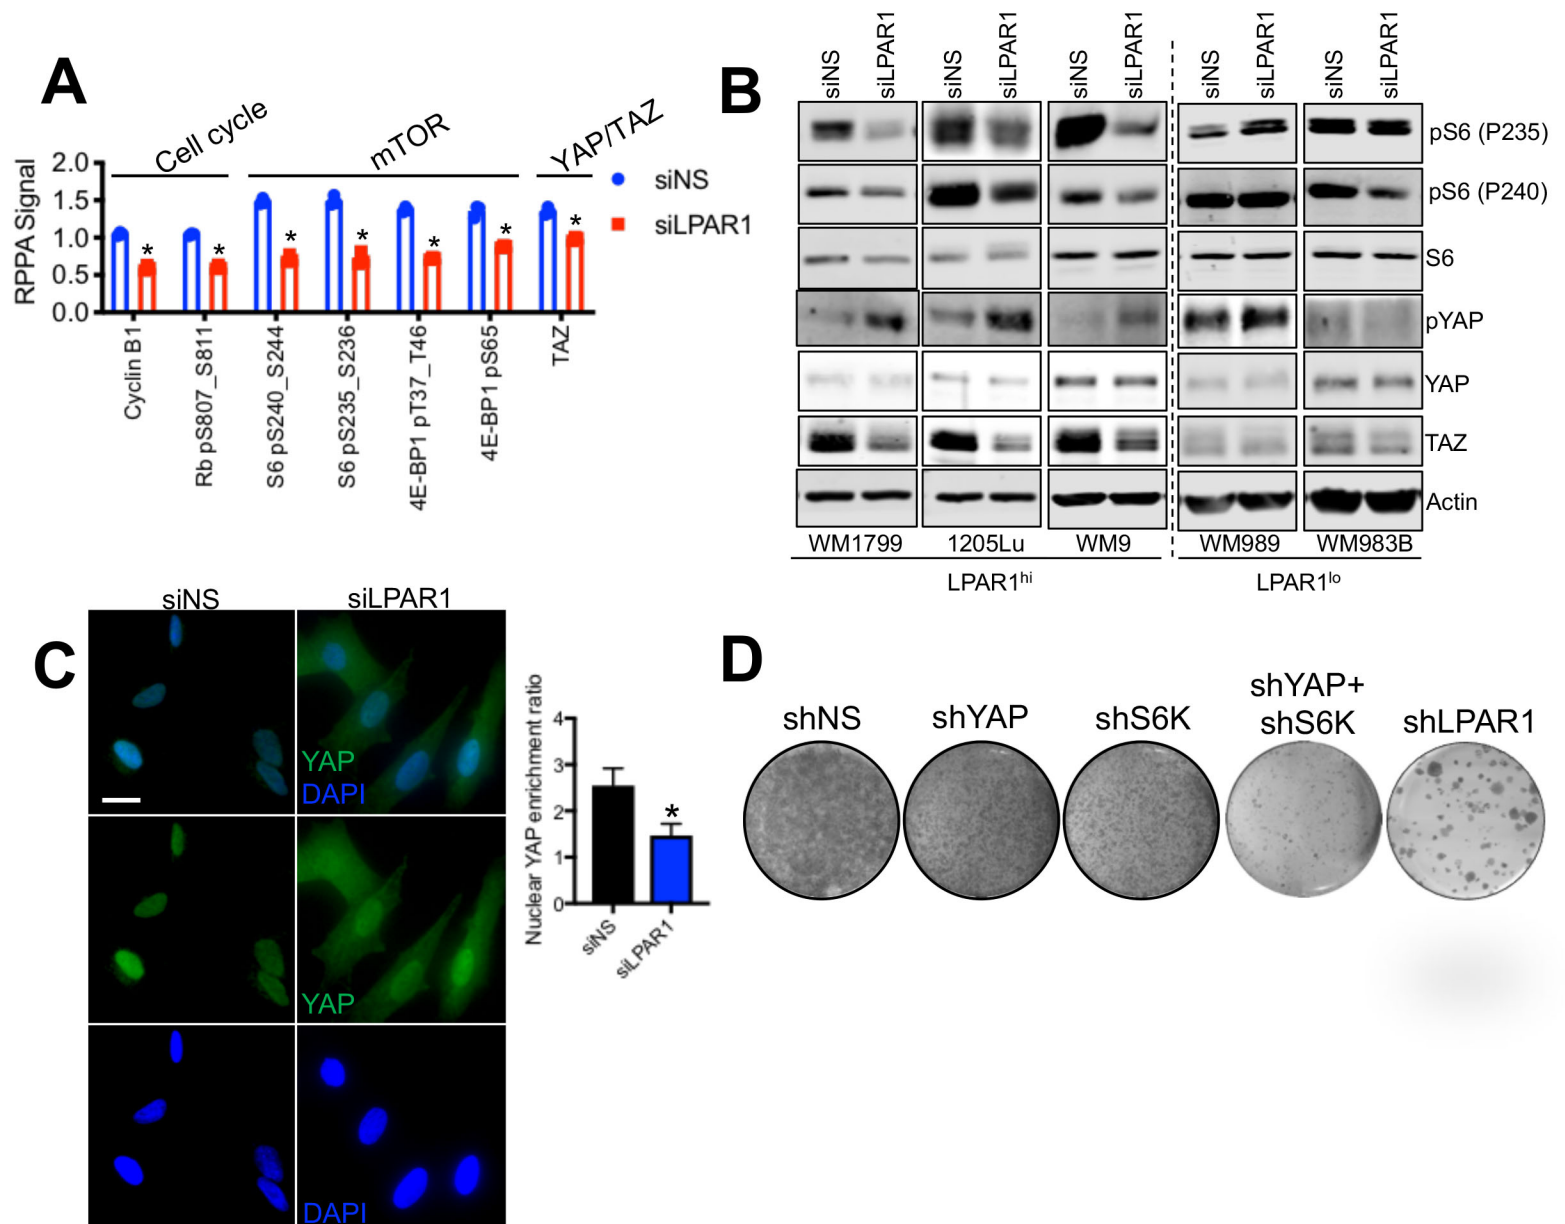 A
Cell cycle
mTOR
YAP/TAZ
RPPA Signal
2.0
1.5
1.0
0.5
0.0
* * * * * * *
siNS
siLPAR1
Cyclin B1
Rb pS807_S811
S6 pS240_S244
S6 pS235_S236
4E-BP1 pT37_T46
4E-BP1 pS65
TAZ
B
siNS siLPAR1 siNS siLPAR1 siNS siLPAR1 siNS siLPAR1 siNS siLPAR1
pS6 (P235)
pS6 (P240)
S6
pYAP
YAP
TAZ
Actin
WM1799 1205Lu WM9 WM989 WM983B
LPAR1hi LPAR1lo
C
siNS siLPAR1
YAP
DAPI
YAP
DAPI
Nuclear YAP enrichment ratio
4
3
2
1
0
*
siNS
siLPAR1
D
shNS shYAP shS6K shYAP+
shS6K shLPAR1